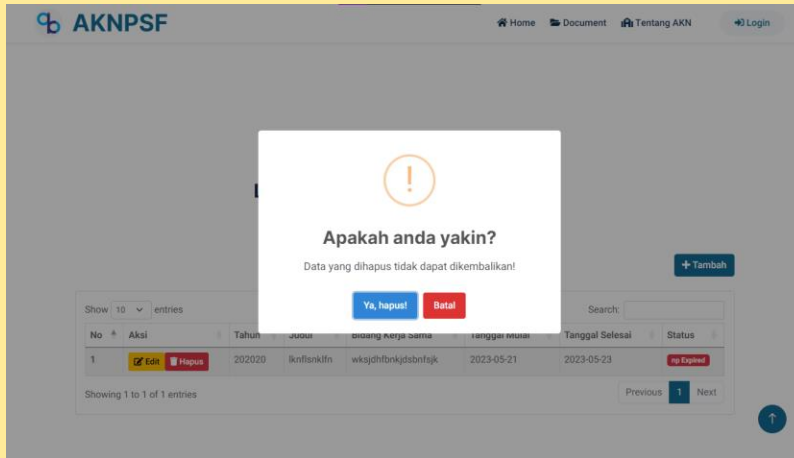 AKNPSF
Home Document Tentang AKN Login
!
Apakah anda yakin?
Data yang dihapus tidak dapat dikembalikan!
Ya, hapus! Batal
+ Tambah
Show 10 entries Search:
No Aksi Tahun Judul Bidang Kerja Sama Tanggal Mulai Tanggal Selesai Status
1 Edit Hapus 202020 lknflsnklfn wksjdhfbnkjdsbnfsjk 2023-05-21 2023-05-23 np Expired
Showing 1 to 1 of 1 entries Previous 1 Next